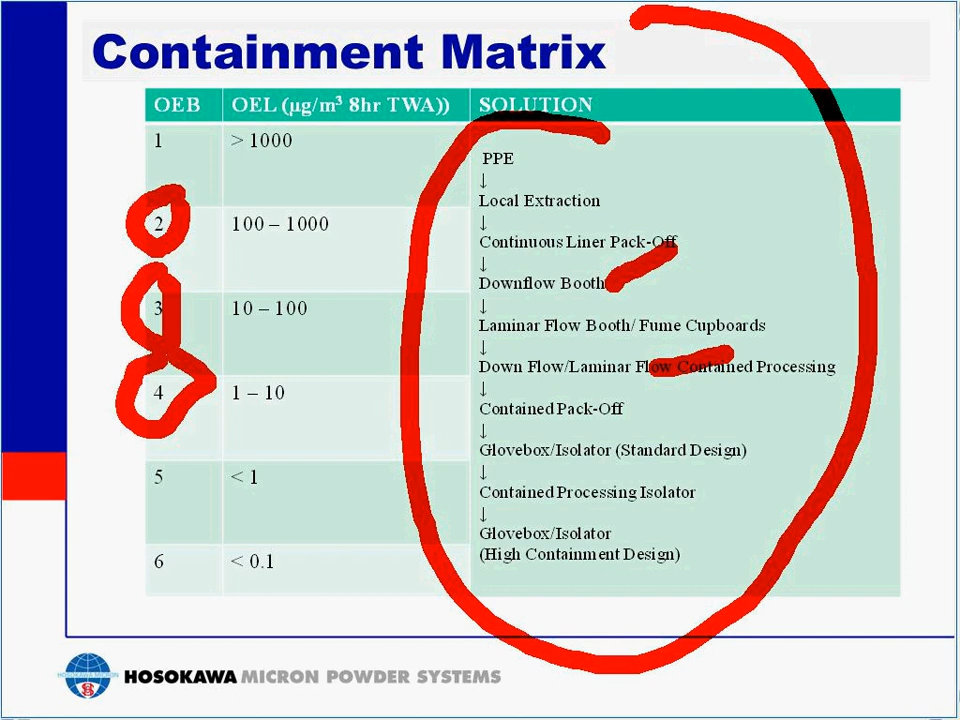 Containment Matrix
OEB OEL (µg/m³ 8hr TWA)) SOLUTION
1 > 1000
PPE
↓
Local Extraction
2 100 – 1000
↓
Continuous Liner Pack-Off
↓
Downflow Booth
3 10 – 100
↓
Laminar Flow Booth/ Fume Cupboards
↓
Down Flow/Laminar Flow Contained Processing
4 1 – 10
↓
Contained Pack-Off
↓
Glovebox/Isolator (Standard Design)
5 < 1
↓
Contained Processing Isolator
↓
Glovebox/Isolator
(High Containment Design)
6 < 0.1
HOSOKAWA MICRON POWDER SYSTEMS
HOSOKAWA MICRON